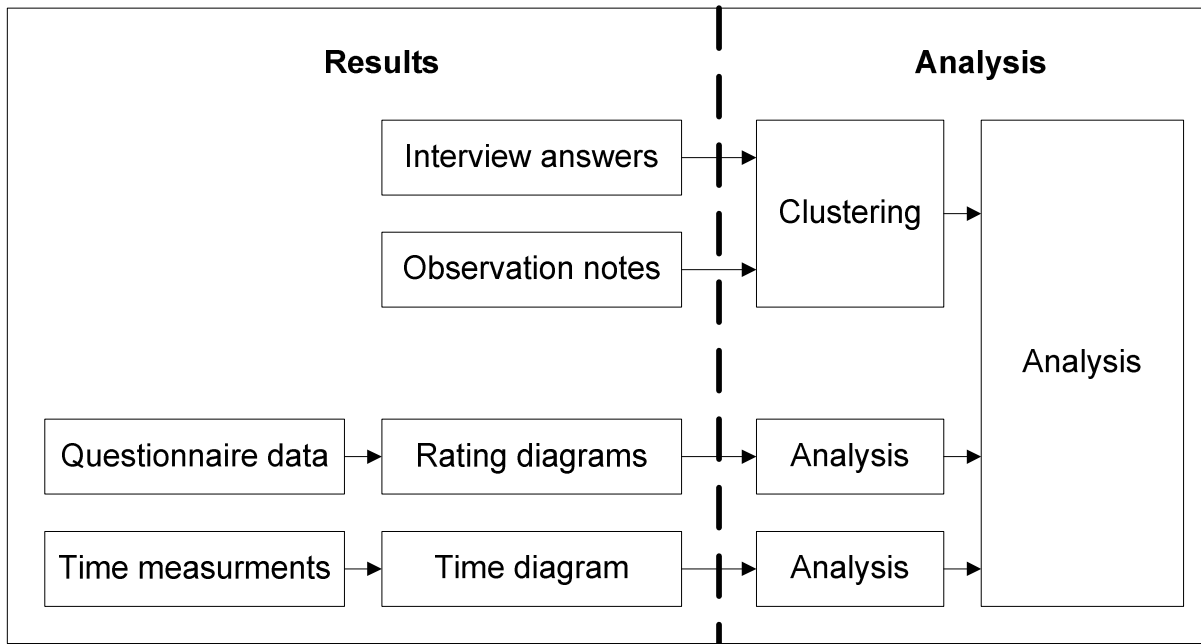 Results
Analysis
Interview answers
Clustering
Observation notes
Analysis
Questionnaire data
Rating diagrams
Analysis
Time measurments
Time diagram
Analysis